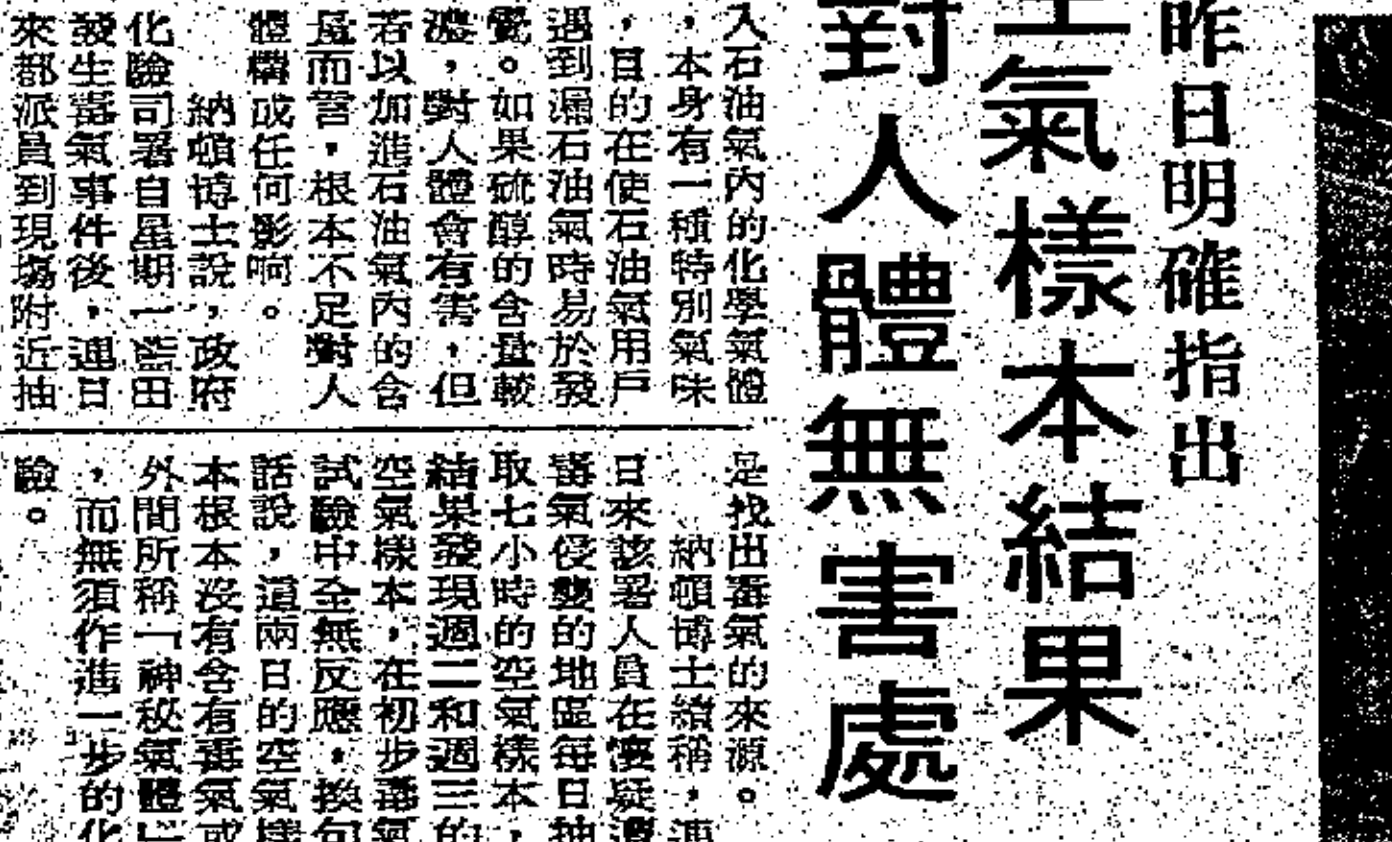 昨日明確指出
空氣樣本結果
對人體無害處
入石油氣內的化學氣體
，本身有一種特別氣味
，目的在使石油氣用戶
遇到漏石油氣時易於發
覺。如果硫醇的含量較
濃，對人體會有害，但
若以加進石油氣內的含
量而言，根本不足對人
體構成任何影响。
納頓博士說，政府
化驗司署自星期一藍田
發生毒氣事件後，連日
來都派員到現場附近抽
是找出毒氣的來源。
納頓博士續稱，連
日來該署人員在懷疑遭
毒氣侵襲的地區每日抽
取七小時的空氣樣本，
結果發現週二和週三的
空氣樣本，在初步毒氣
試驗中全無反應，換句
話說，這兩日的空氣樣
本根本沒有含有毒氣或
外間所稱「神秘氣體」
，而無須作進一步的化
驗。